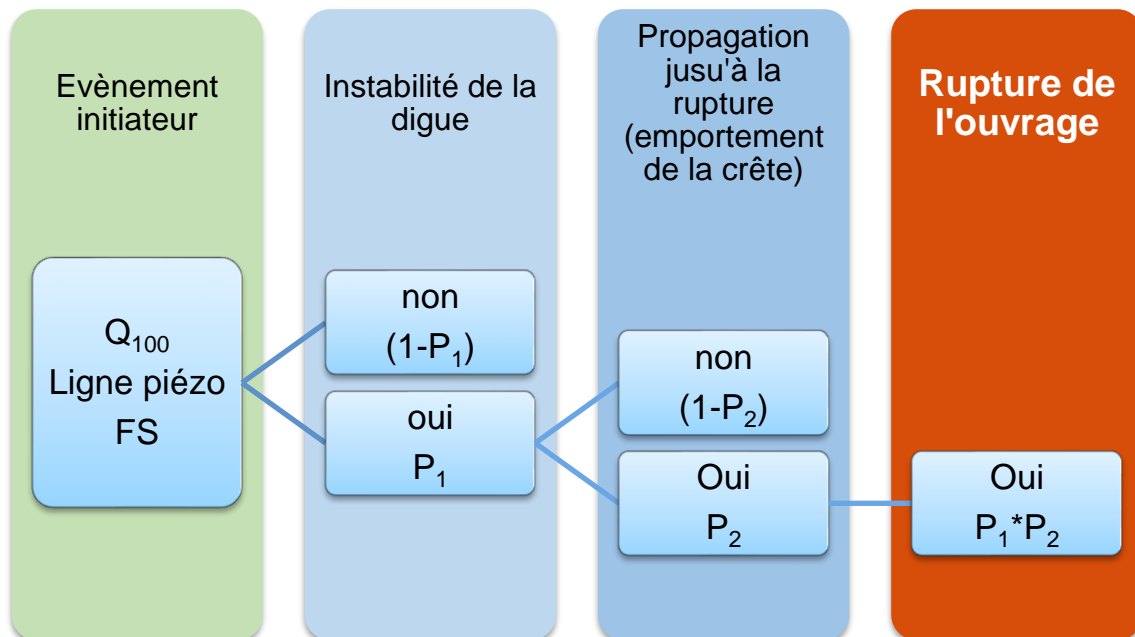 Evènement
initiateur
Q₁₀₀
Ligne piézo
FS
Instabilité de la
digue
non
(1-P₁)
oui
P₁
Propagation
jusu'à la
rupture
(emportement
de la crête)
non
(1-P₂)
Oui
P₂
Rupture de
l'ouvrage
Oui
P₁*P₂